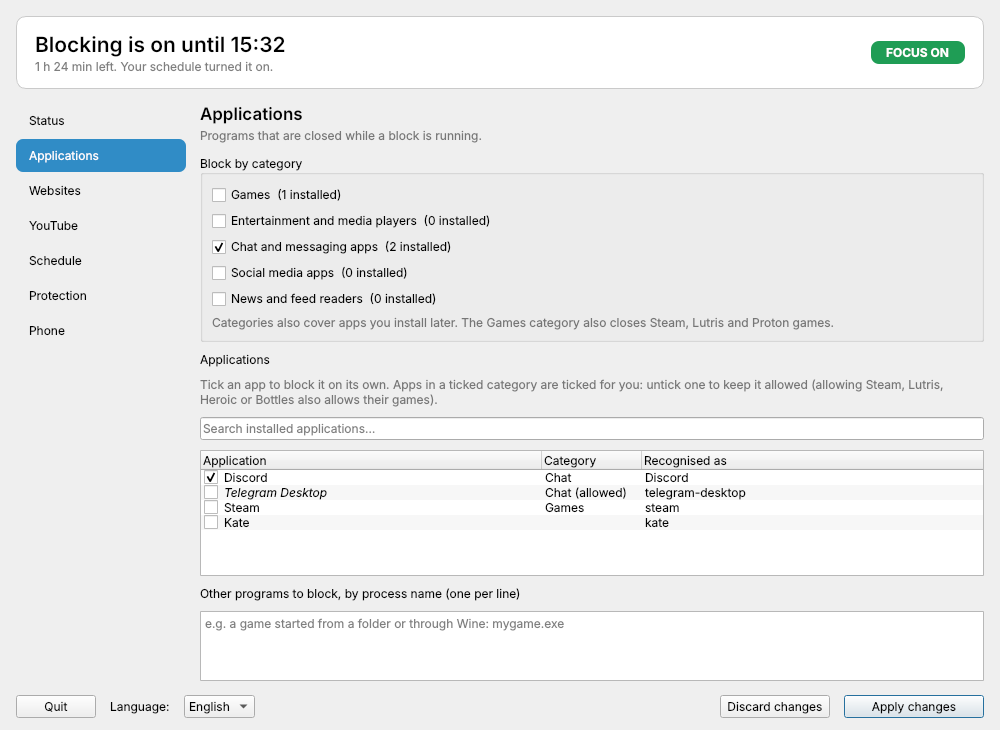 Blocking is on until 15:32
1 h 24 min left. Your schedule turned it on.
FOCUS ON
Status
Applications
Websites
YouTube
Schedule
Protection
Phone
Applications
Programs that are closed while a block is running.
Block by category
Games (1 installed)
Entertainment and media players (0 installed)
Chat and messaging apps (2 installed)
Social media apps (0 installed)
News and feed readers (0 installed)
Categories also cover apps you install later. The Games category also closes Steam, Lutris and Proton games.
Applications
Tick an app to block it on its own. Apps in a ticked category are ticked for you: untick one to keep it allowed (allowing Steam, Lutris,
Heroic or Bottles also allows their games).
Search installed applications...
Application Category Recognised as
Discord Chat Discord
Telegram Desktop Chat (allowed) telegram-desktop
Steam Games steam
Kate kate
Other programs to block, by process name (one per line)
e.g. a game started from a folder or through Wine: mygame.exe
Quit Language: English Discard changes Apply changes